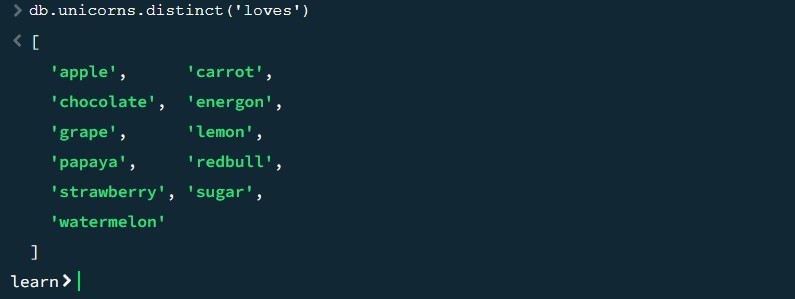 > db.unicorns.distinct('loves')
< [
'apple', 'carrot',
'chocolate', 'energon',
'grape', 'lemon',
'papaya', 'redbull',
'strawberry', 'sugar',
'watermelon'
]
learn>